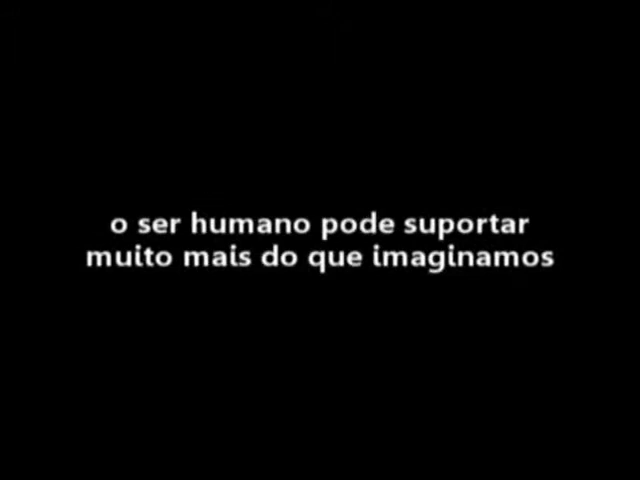 o ser humano pode suportar
muito mais do que imaginamos